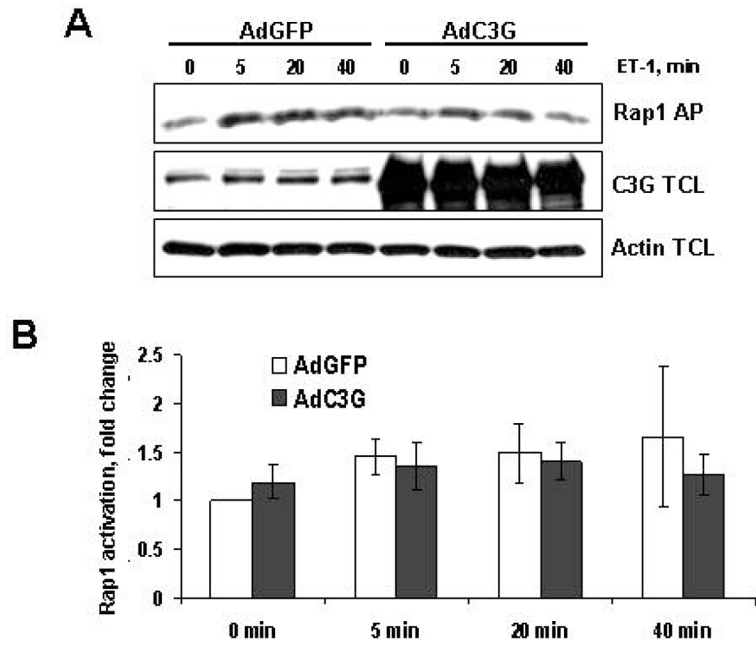 A
AdGFP AdC3G
0 5 20 40 0 5 20 40 ET-1, min
Rap1 AP
C3G TCL
Actin TCL
B
Rap1 activation, fold change
2.5
2
1.5
1
0.5
0
AdGFP
AdC3G
0 min 5 min 20 min 40 min